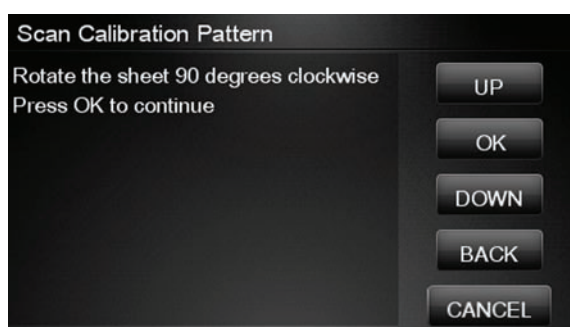 Scan Calibration Pattern
Rotate the sheet 90 degrees clockwise
Press OK to continue
UP
OK
DOWN
BACK
CANCEL